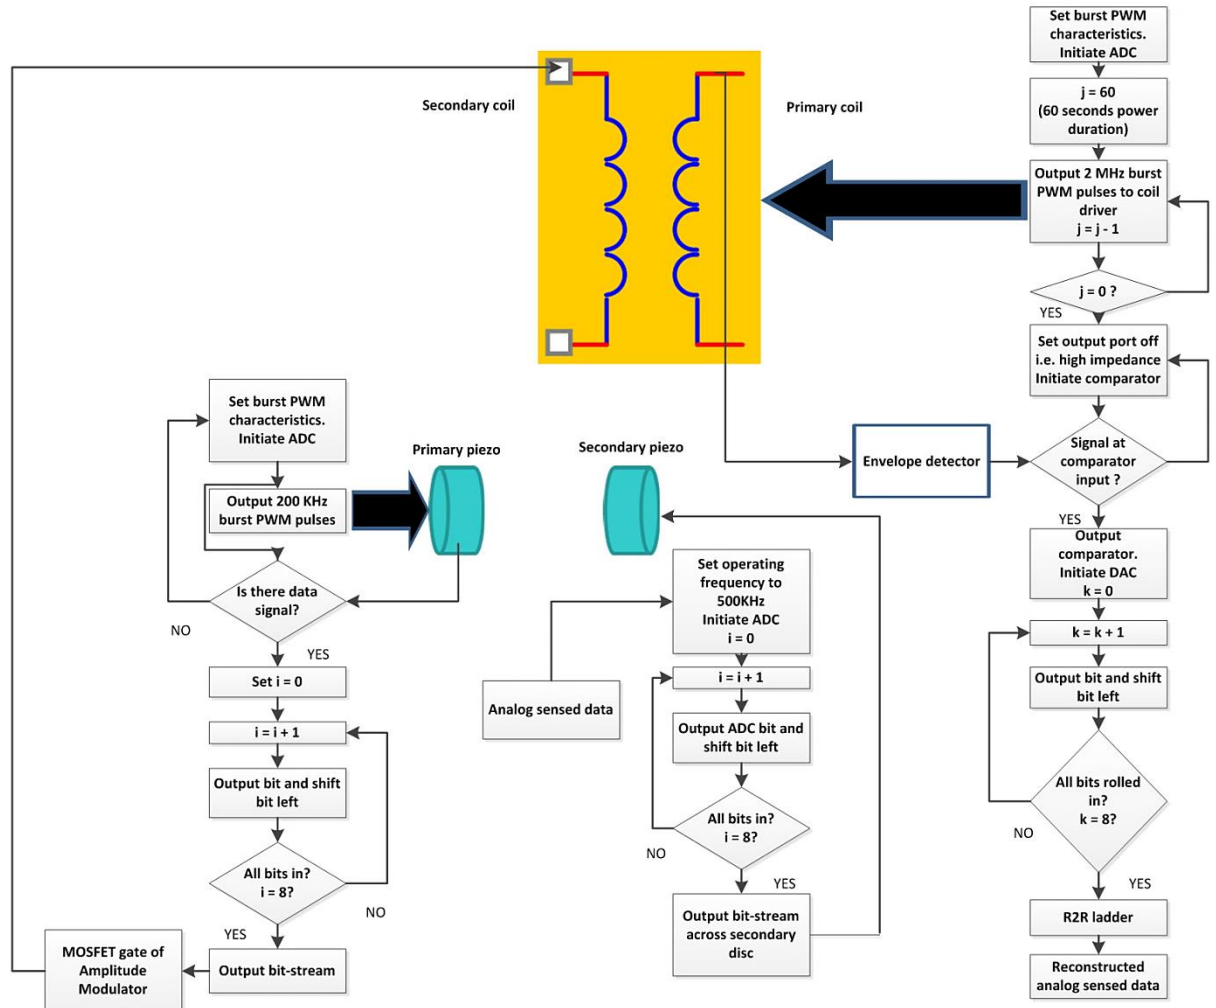 Set burst PWM
characteristics.
Initiate ADC
j = 60
(60 seconds power
duration)
Output 2 MHz burst
PWM pulses to coil
driver
j = j - 1
j = 0 ?
YES
Set output port off
i.e. high impedance
Initiate comparator
Signal at
comparator
input ?
YES
Output
comparator.
Initiate DAC
k = 0
k = k + 1
Output bit and shift
bit left
All bits rolled
in?
k = 8?
NO
YES
R2R ladder
Reconstructed
analog sensed data
Secondary coil
Primary coil
Envelope detector
Set burst PWM
characteristics.
Initiate ADC
Output 200 KHz
burst PWM pulses
Primary piezo
Is there data
signal?
NO
YES
Set i = 0
i = i + 1
Output bit and shift
bit left
All bits in?
i = 8?
NO
YES
Output bit-stream
MOSFET gate of
Amplitude
Modulator
Secondary piezo
Set operating
frequency to
500KHz
Initiate ADC
i = 0
Analog sensed data
i = i + 1
Output ADC bit and
shift bit left
All bits in?
i = 8?
NO
YES
Output bit-stream
across secondary
disc